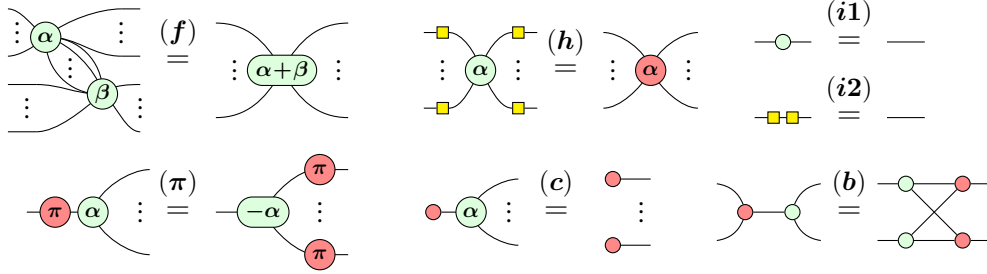 α (f) = α+β
β
α (h) = α
(i1) =
(i2) =
π α (π) = −α π π
α (c) =
(b) =